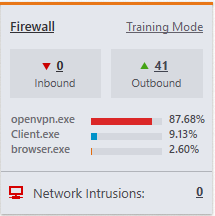 Firewall Training Mode
0 41
Inbound Outbound
openvpn.exe 87.68%
Client.exe 9.13%
browser.exe 2.60%
Network Intrusions: 0